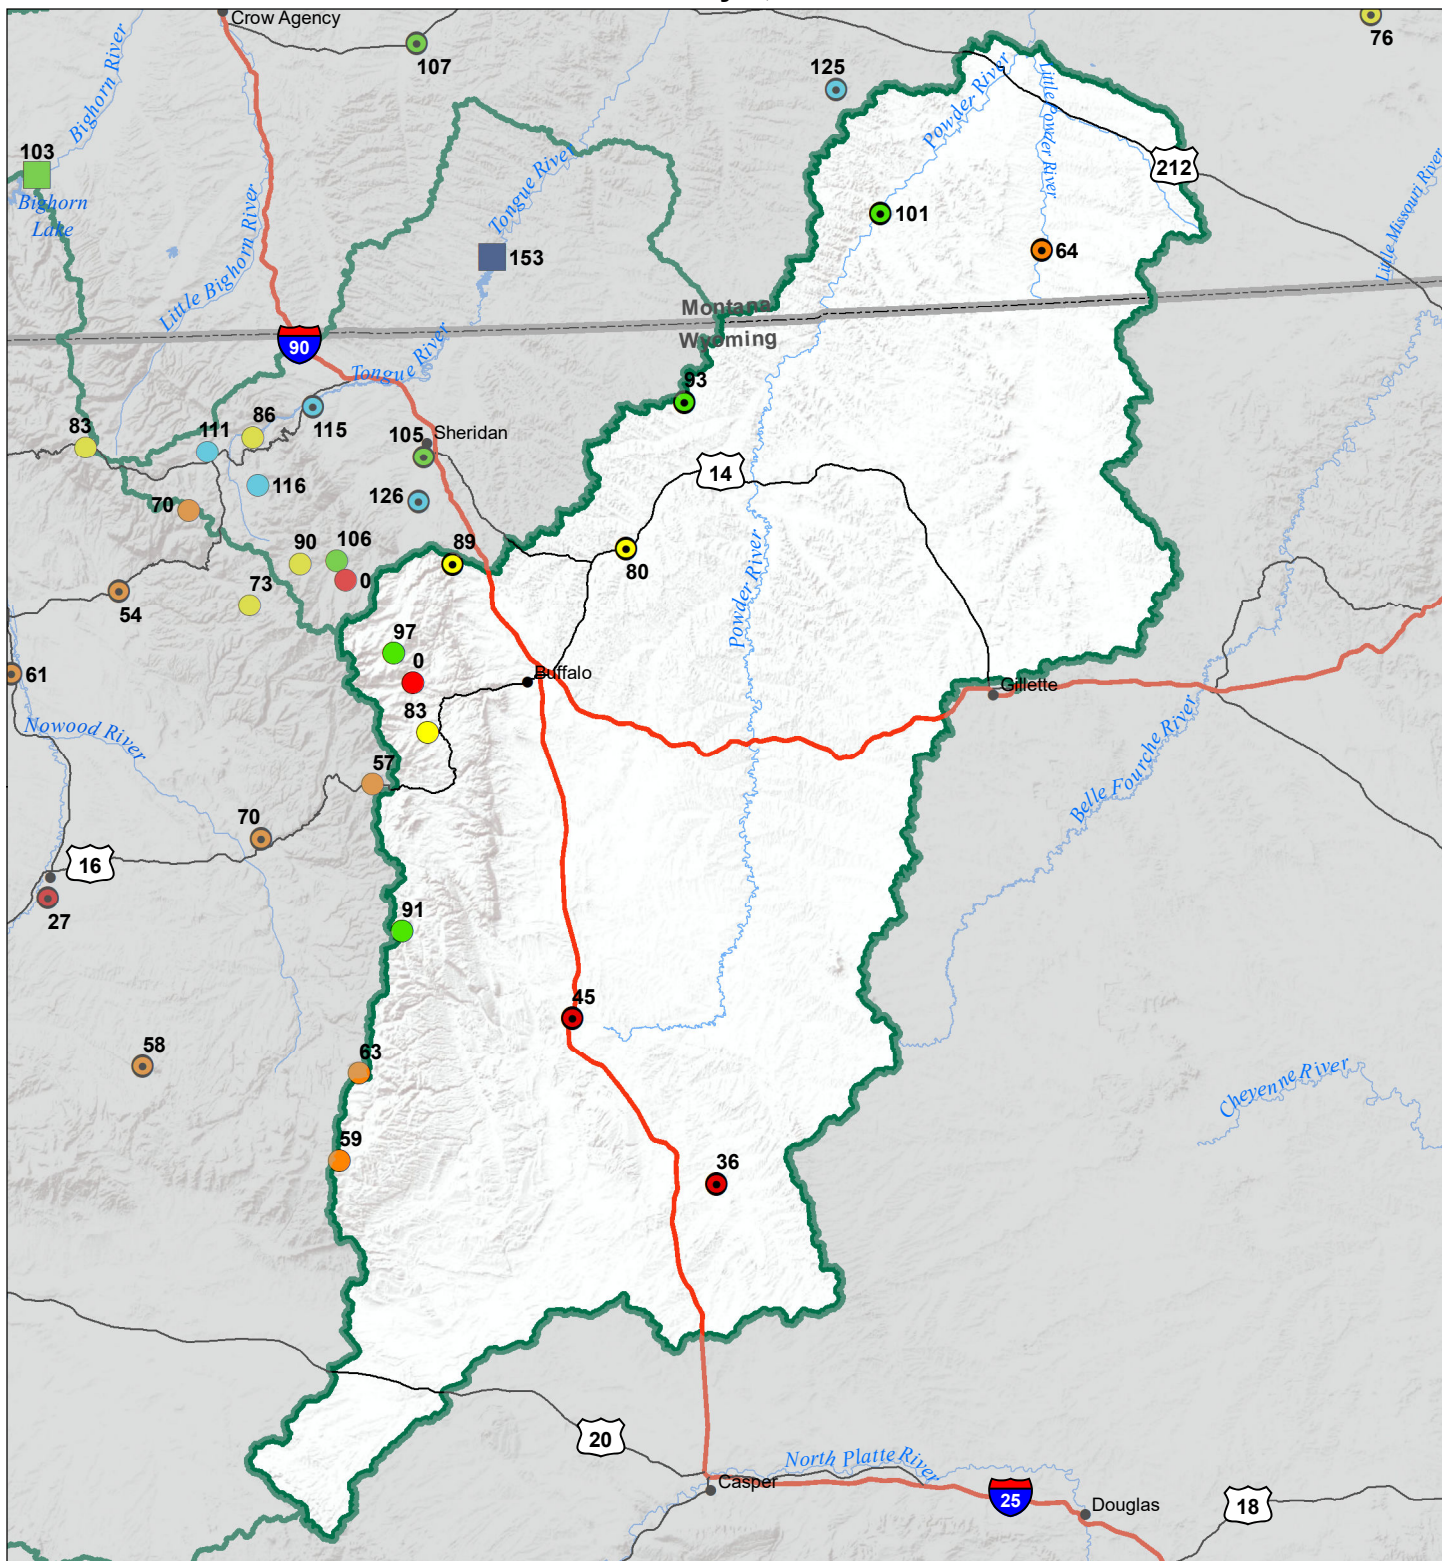 Crow Agency
107
76
125
Bighorn River
Powder River
Little Powder River
103
212
Bighorn
Lake
Tongue River
Little Missouri River
101
Little Bighorn River
153
64
Montana
Wyoming
90
Tongue River
93
83
111
86
115
105
Sheridan
116
14
126
70
90
106
89
80
0
73
54
Powder River
97
0
61
Buffalo
Gillette
83
Nowood River
57
Belle Fourche River
70
16
27
91
45
58
63
Cheyenne River
59
36
20
North Platte River
Casper
25
Douglas
18